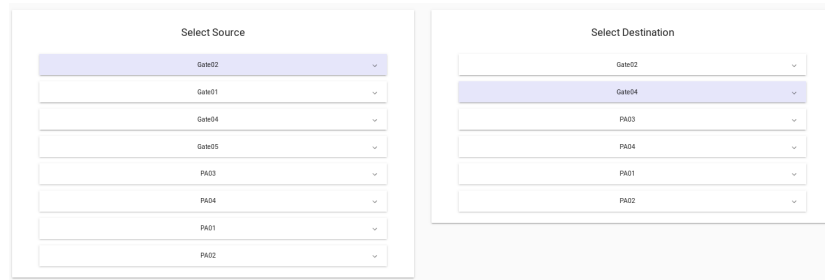 Select Source
Gate02
Gate01
Gate04
Gate05
PA03
PA04
PA01
PA02
Select Destination
Gate02
Gate04
PA03
PA04
PA01
PA02